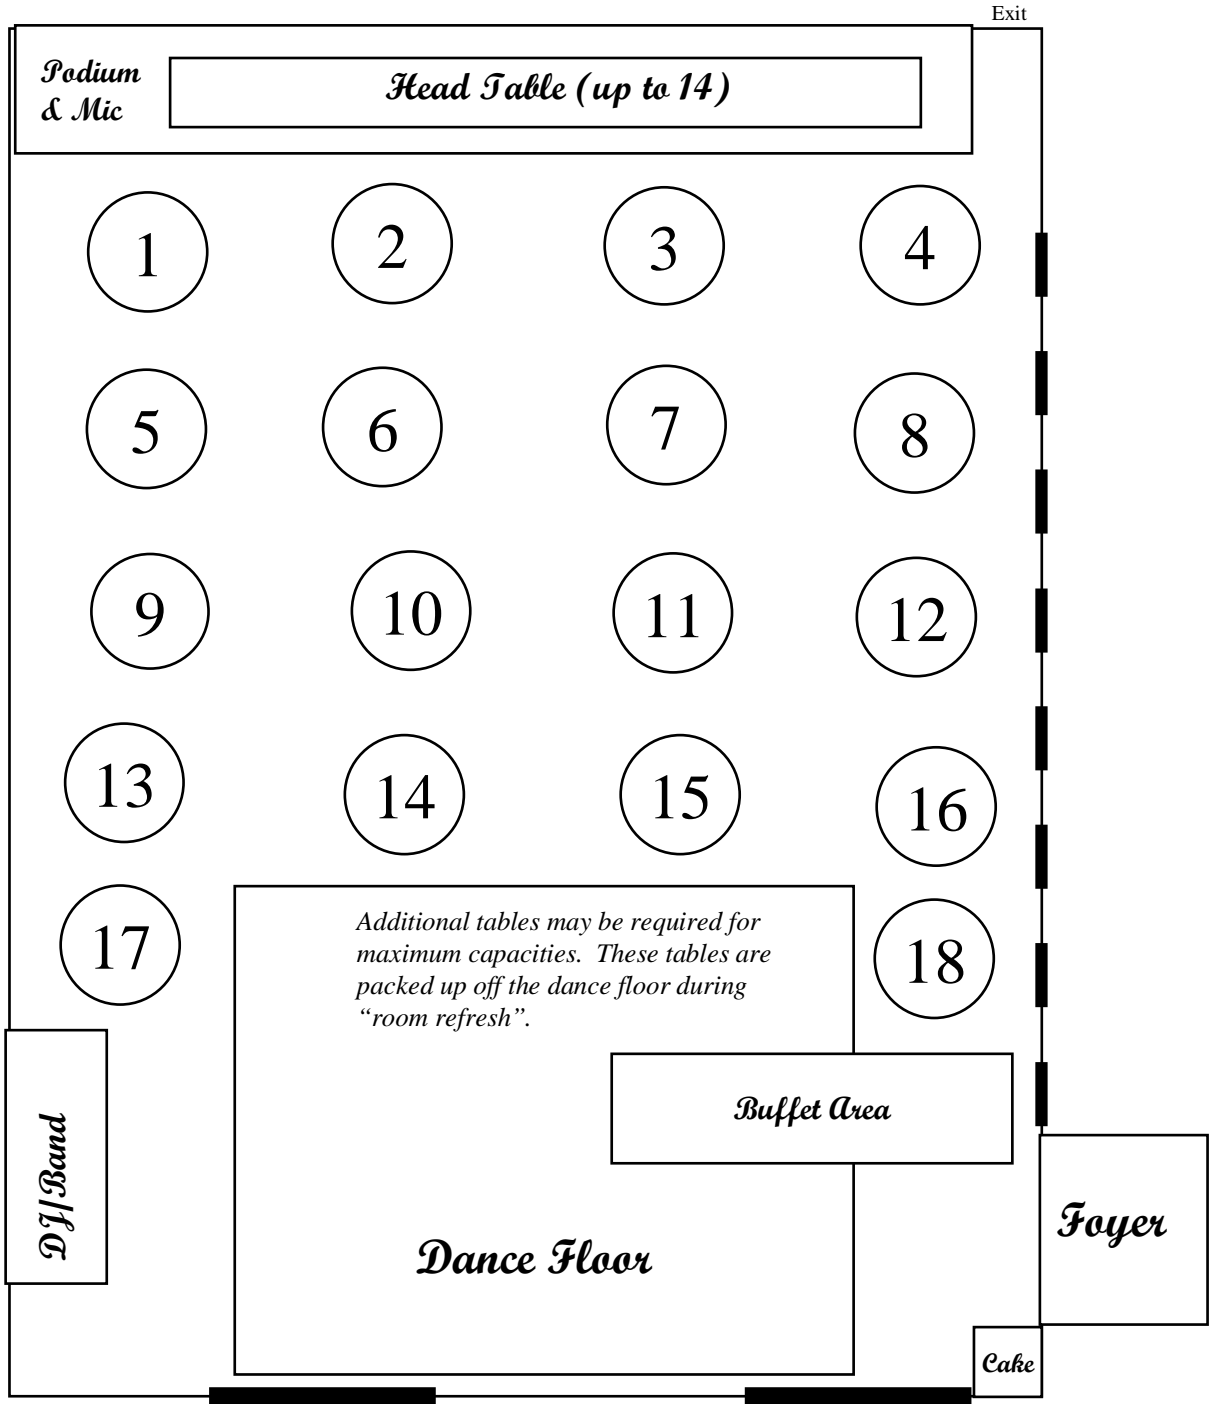 Exit
Podium
& Mic
Head Table (up to 14)
1
2
3
4
5
6
7
8
9
10
11
12
13
14
15
16
17
18
Additional tables may be required for
maximum capacities.  These tables are
packed up off the dance floor during
“room refresh”.
Buffet Area
DJ/Band
Foyer
Dance Floor
Cake